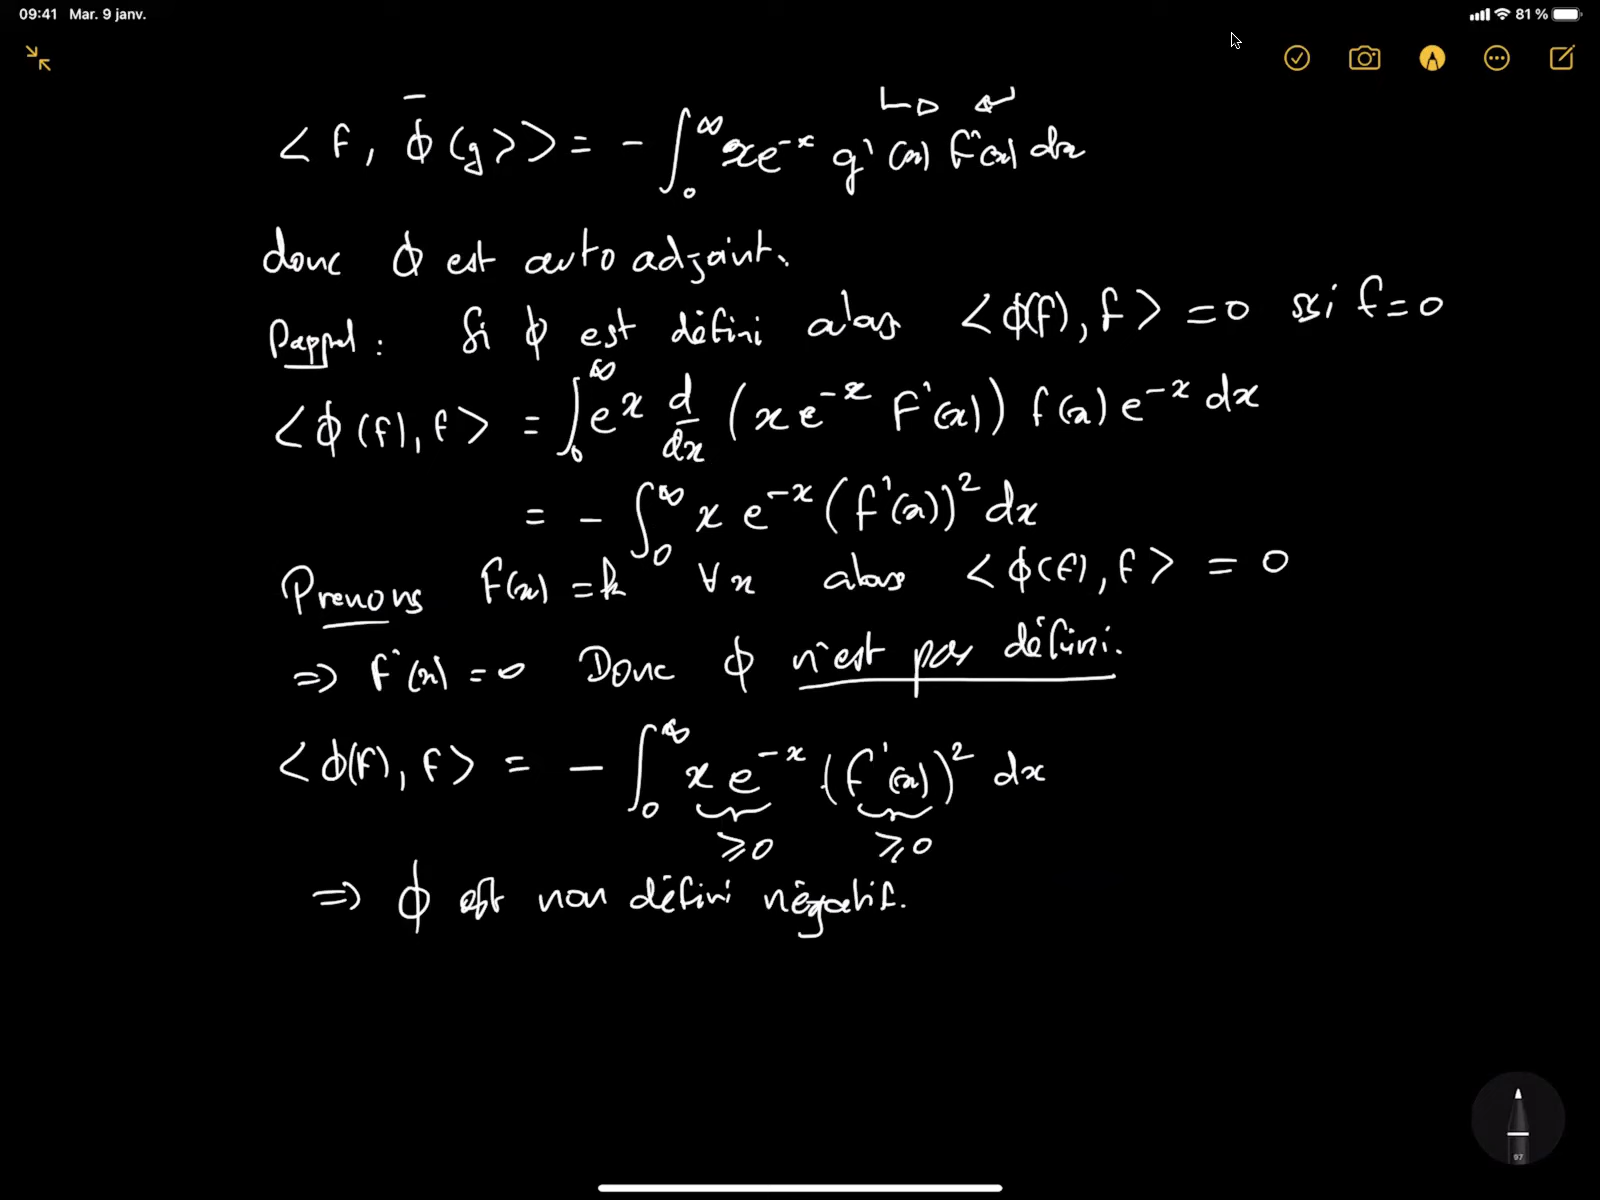 09:41 Mar. 9 janv. 81 %
< f, ϕ(g) > = - ∫₀^∞ xe^-x g'(x) f'(x) dx
donc ϕ est auto adjoint.
Rappel : Si ϕ est défini alors < ϕ(f), f > = 0 ssi f = 0
< ϕ(f), f > = ∫₀^∞ e^x d/dx (x e^-x f'(x)) f(x) e^-x dx
= - ∫₀^∞ x e^-x (f'(x))² dx
Prenons f(x) = k ∀x alors < ϕ(f), f > = 0
=> f'(x) = 0 Donc ϕ n'est pas défini.
< ϕ(f), f > = - ∫₀^∞ x e^-x (f'(x))² dx
⩾0 ⩾0
=> ϕ est non défini négatif.
97